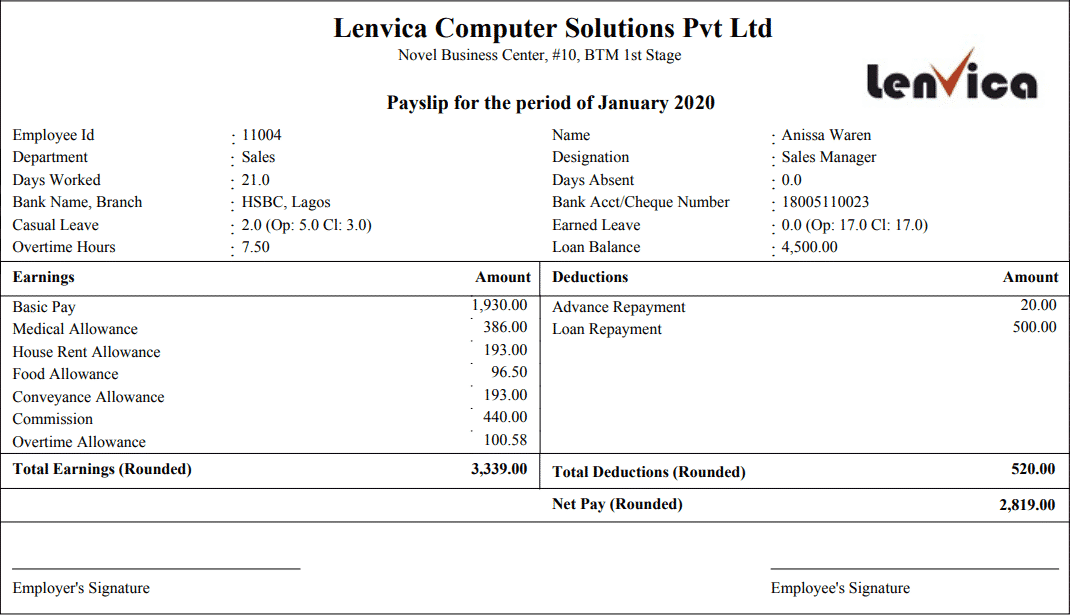 Lenvica Computer Solutions Pvt Ltd
Novel Business Center, #10, BTM 1st Stage
Lenvica
Payslip for the period of January 2020
Employee Id : 11004 Name : Anissa Waren
Department : Sales Designation : Sales Manager
Days Worked : 21.0 Days Absent : 0.0
Bank Name, Branch : HSBC, Lagos Bank Acct/Cheque Number : 18005110023
Casual Leave : 2.0 (Op: 5.0 Cl: 3.0) Earned Leave : 0.0 (Op: 17.0 Cl: 17.0)
Overtime Hours : 7.50 Loan Balance : 4,500.00
Earnings Amount Deductions Amount
Basic Pay 1,930.00 Advance Repayment 20.00
Medical Allowance 386.00 Loan Repayment 500.00
House Rent Allowance 193.00
Food Allowance 96.50
Conveyance Allowance 193.00
Commission 440.00
Overtime Allowance 100.58
Total Earnings (Rounded) 3,339.00 Total Deductions (Rounded) 520.00
Net Pay (Rounded) 2,819.00
Employer's Signature Employee's Signature